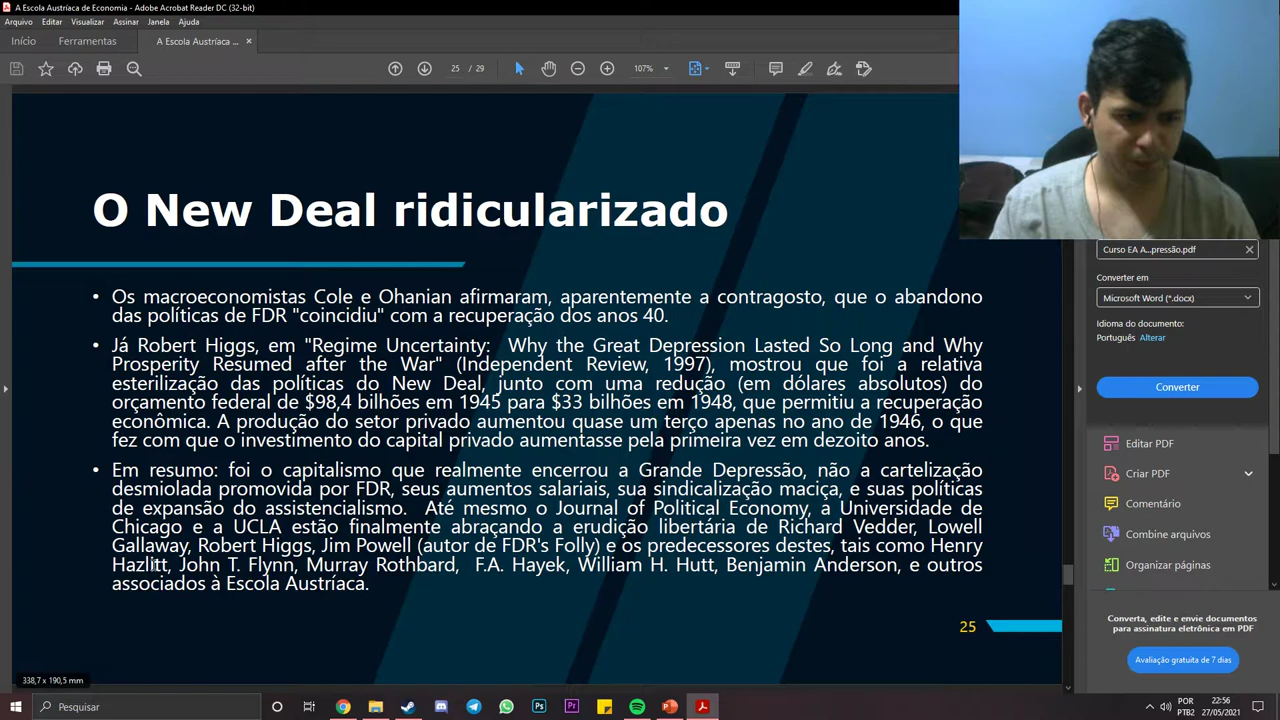 A Escola Austríaca de Economia - Adobe Acrobat Reader DC (32-bit)
Arquivo Editar Visualizar Assinar Janela Ajuda
Início Ferramentas A Escola Austríaca ...
25 / 29 107%
Curso EA A...pressão.pdf
Converter em
Microsoft Word (*.docx)
Idioma do documento:
Português Alterar
Converter
Editar PDF
Criar PDF
Comentário
Combine arquivos
Organizar páginas
Converta, edite e envie documentos
para assinatura eletrônica em PDF
Avaliação gratuita de 7 dias
O New Deal ridicularizado
• Os macroeconomistas Cole e Ohanian afirmaram, aparentemente a contragosto, que o abandono
das políticas de FDR "coincidiu" com a recuperação dos anos 40.
• Já Robert Higgs, em "Regime Uncertainty: Why the Great Depression Lasted So Long and Why
Prosperity Resumed after the War" (Independent Review, 1997), mostrou que foi a relativa
esterilização das políticas do New Deal, junto com uma redução (em dólares absolutos) do
orçamento federal de $98,4 bilhões em 1945 para $33 bilhões em 1948, que permitiu a recuperação
econômica. A produção do setor privado aumentou quase um terço apenas no ano de 1946, o que
fez com que o investimento do capital privado aumentasse pela primeira vez em dezoito anos.
• Em resumo: foi o capitalismo que realmente encerrou a Grande Depressão, não a cartelização
desmiolada promovida por FDR, seus aumentos salariais, sua sindicalização maciça, e suas políticas
de expansão do assistencialismo. Até mesmo o Journal of Political Economy, a Universidade de
Chicago e a UCLA estão finalmente abraçando a erudição libertária de Richard Vedder, Lowell
Gallaway, Robert Higgs, Jim Powell (autor de FDR's Folly) e os predecessores destes, tais como Henry
Hazlitt, John T. Flynn, Murray Rothbard, F.A. Hayek, William H. Hutt, Benjamin Anderson, e outros
associados à Escola Austríaca.
25
338,7 x 190,5 mm
Pesquisar
POR 22:56
PTB2 27/05/2021